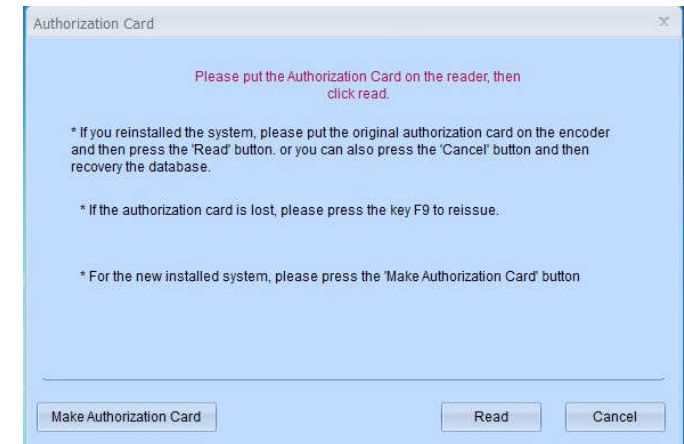 Authorization Card
Please put the Authorization Card on the reader, then
click read.
* If you reinstalled the system, please put the original authorization card on the encoder
and then press the 'Read' button. or you can also press the 'Cancel' button and then
recovery the database.
* If the authorization card is lost, please press the key F9 to reissue.
* For the new installed system, please press the 'Make Authorization Card' button
Make Authorization Card
Read
Cancel